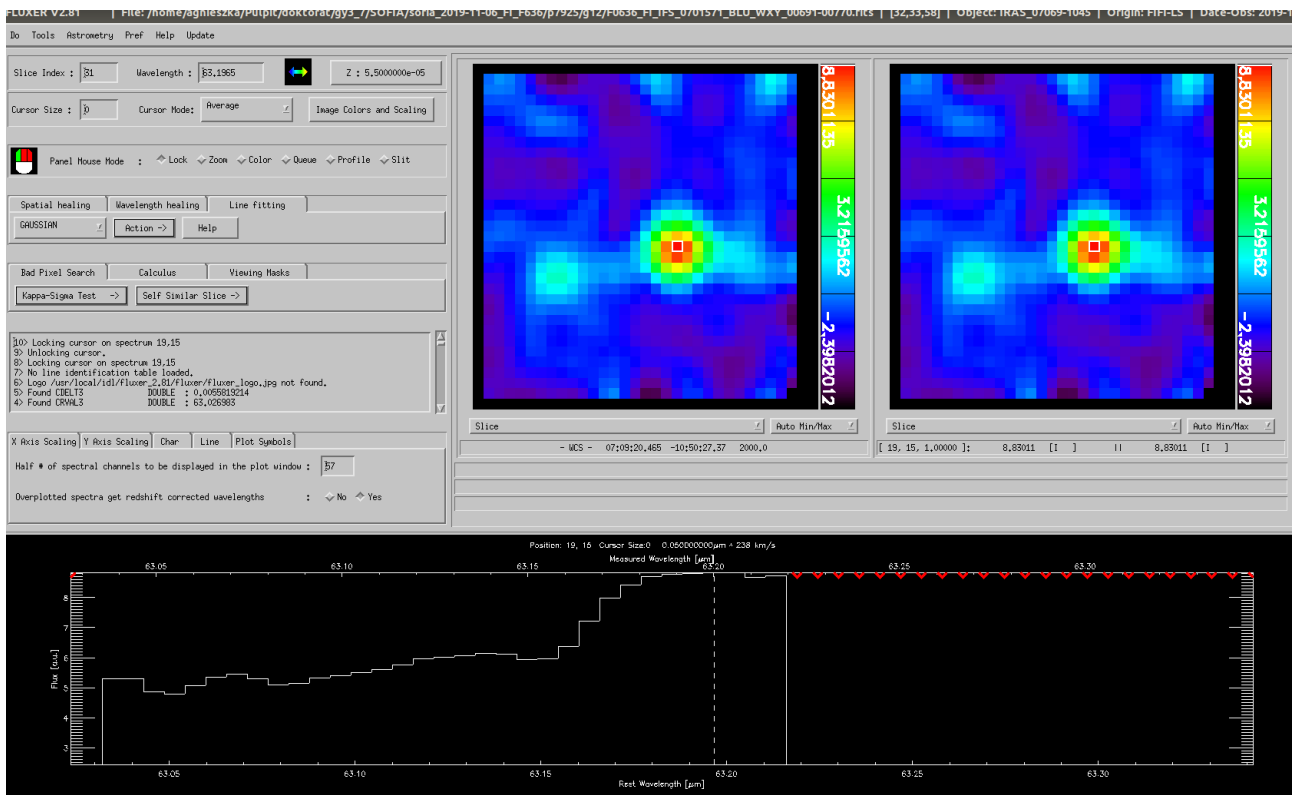 FLUXER V2.81 | File: /home/agnieszka/Pulpit/doktorat/gy3_7/SOFIA/sofia_2019-11-06_FI_F636/p7925/g12/F0636_FI_IFS_0701571_BLU_WXY_00691-00770.fits | [32,33,58] | Object: IRAS_07069-1045 | Origin: FIFI-LS | Date-Obs: 2019-1
Do Tools Astrometry Pref Help Update
Slice Index : 31 Wavelength : 63.1965 Z : 5.5000000e-05
Cursor Size : 0 Cursor Mode: Average Image Colors and Scaling
Panel Mouse Mode : Lock Zoom Color Queue Profile Slit
Spatial healing Wavelength healing Line fitting
GAUSSIAN Action -> Help
Bad Pixel Search Calculus Viewing Masks
Kappa-Sigma Test -> Self Similar Slice ->
10> Locking cursor on spectrum 19,15
9> Unlocking cursor.
8> Locking cursor on spectrum 19,15
7> No line identification table loaded.
6> Logo /usr/local/idl/fluxer_2.81/fluxer/fluxer_logo.jpg not found.
5> Found CDELT3 DOUBLE : 0.0055819214
4> Found CRVAL3 DOUBLE : 63.026983
X Axis Scaling Y Axis Scaling Char Line Plot Symbols
Half # of spectral channels to be displayed in the plot window : 57
Overplotted spectra get redshift corrected wavelengths : No Yes
8.8301135
3.2159562
-2.3982012
Slice Auto Min/Max
- WCS - 07:09:20.465 -10:50:27.37 2000.0
8.8301135
3.2159562
-2.3982012
Slice Auto Min/Max
[ 19, 15, 1.00000 ]: 8.83011 [I ] || 8.83011 [I ]
Position: 19, 15 Cursor Size:0 0.050000000μm ^ 238 km/s
Measured Wavelength [μm]
63.05 63.10 63.15 63.20 63.25 63.30
8
7
6
5
4
3
Flux [a.u.]
63.05 63.10 63.15 63.20 63.25 63.30
Rest Wavelength [μm]